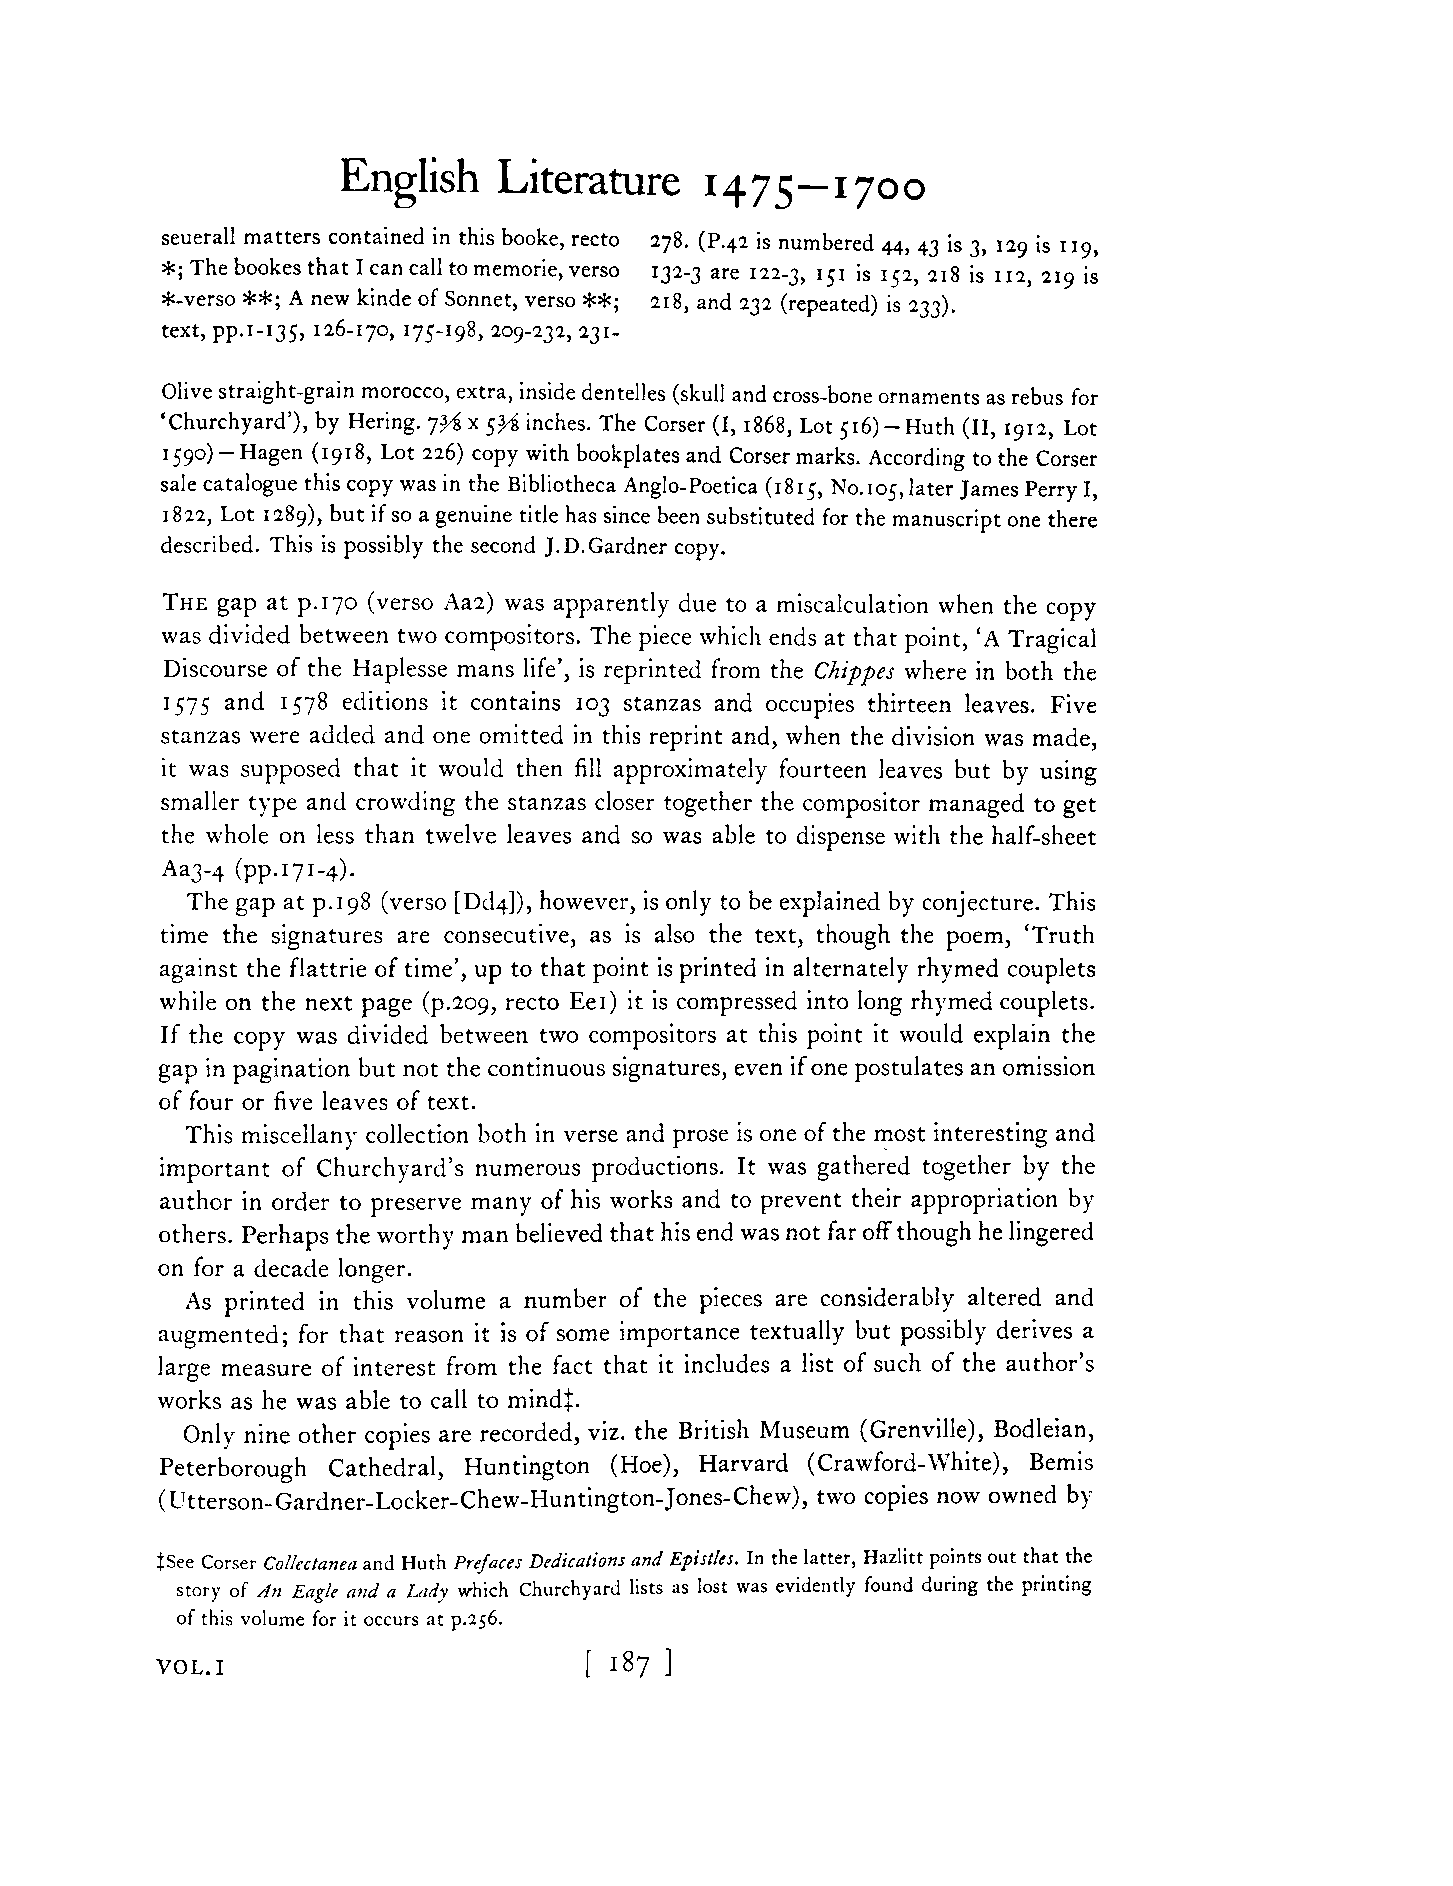 English Literature 1475—1700
seuerall matters contained in this booke, recto
*; The bookes that I can call to memorie, verso
*-verso **; A new kinde of Sonnet, verso **;
text, pp.1-135, 126-170, 175-198, 209-232, 231-
278. (P.42 is numbered 44, 43 is 3, 129 is 119,
132-3 are 122-3, 151 is 152, 218 is 112, 219 is
218, and 232 (repeated) is 233).
Olive straight-grain morocco, extra, inside dentelles (skull and cross-bone ornaments as rebus for
‘Churchyard’), by Hering. 7⅜ x 5⅜ inches. The Corser (I, 1868, Lot 516)—Huth (II, 1912, Lot
1590)—Hagen (1918, Lot 226) copy with bookplates and Corser marks. According to the Corser
sale catalogue this copy was in the Bibliotheca Anglo-Poetica (1815, No.105, later James Perry I,
1822, Lot 1289), but if so a genuine title has since been substituted for the manuscript one there
described. This is possibly the second J.D.Gardner copy.
THE gap at p.170 (verso Aa2) was apparently due to a miscalculation when the copy
was divided between two compositors. The piece which ends at that point, ‘A Tragical
Discourse of the Haplesse mans life’, is reprinted from the Chippes where in both the
1575 and 1578 editions it contains 103 stanzas and occupies thirteen leaves. Five
stanzas were added and one omitted in this reprint and, when the division was made,
it was supposed that it would then fill approximately fourteen leaves but by using
smaller type and crowding the stanzas closer together the compositor managed to get
the whole on less than twelve leaves and so was able to dispense with the half-sheet
Aa3-4 (pp.171-4).
The gap at p.198 (verso [Dd4]), however, is only to be explained by conjecture. This
time the signatures are consecutive, as is also the text, though the poem, ‘Truth
against the flattrie of time’, up to that point is printed in alternately rhymed couplets
while on the next page (p.209, recto Ee1) it is compressed into long rhymed couplets.
If the copy was divided between two compositors at this point it would explain the
gap in pagination but not the continuous signatures, even if one postulates an omission
of four or five leaves of text.
This miscellany collection both in verse and prose is one of the most interesting and
important of Churchyard’s numerous productions. It was gathered together by the
author in order to preserve many of his works and to prevent their appropriation by
others. Perhaps the worthy man believed that his end was not far off though he lingered
on for a decade longer.
As printed in this volume a number of the pieces are considerably altered and
augmented; for that reason it is of some importance textually but possibly derives a
large measure of interest from the fact that it includes a list of such of the author’s
works as he was able to call to mind‡.
Only nine other copies are recorded, viz. the British Museum (Grenville), Bodleian,
Peterborough Cathedral, Huntington (Hoe), Harvard (Crawford-White), Bemis
(Utterson-Gardner-Locker-Chew-Huntington-Jones-Chew), two copies now owned by
‡See Corser Collectanea and Huth Prefaces Dedications and Epistles. In the latter, Hazlitt points out that the
story of An Eagle and a Lady which Churchyard lists as lost was evidently found during the printing
of this volume for it occurs at p.256.
VOL.I [ 187 ]